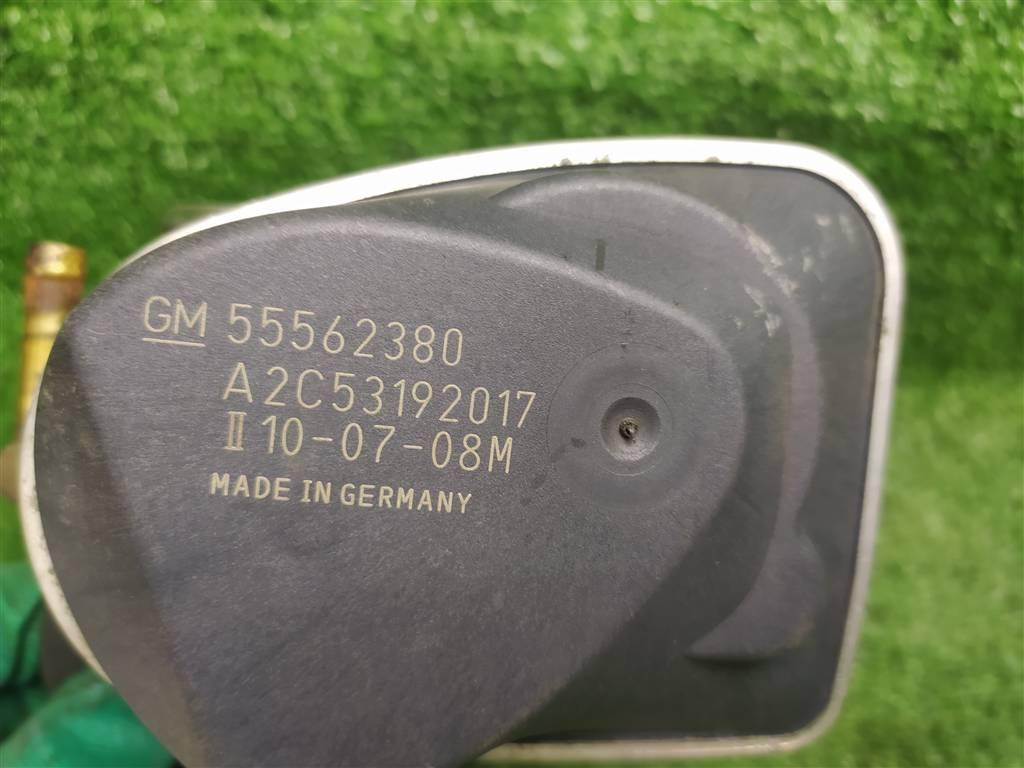 GM 55562380
A2C53192017
II 10-07-08M
MADE IN GERMANY